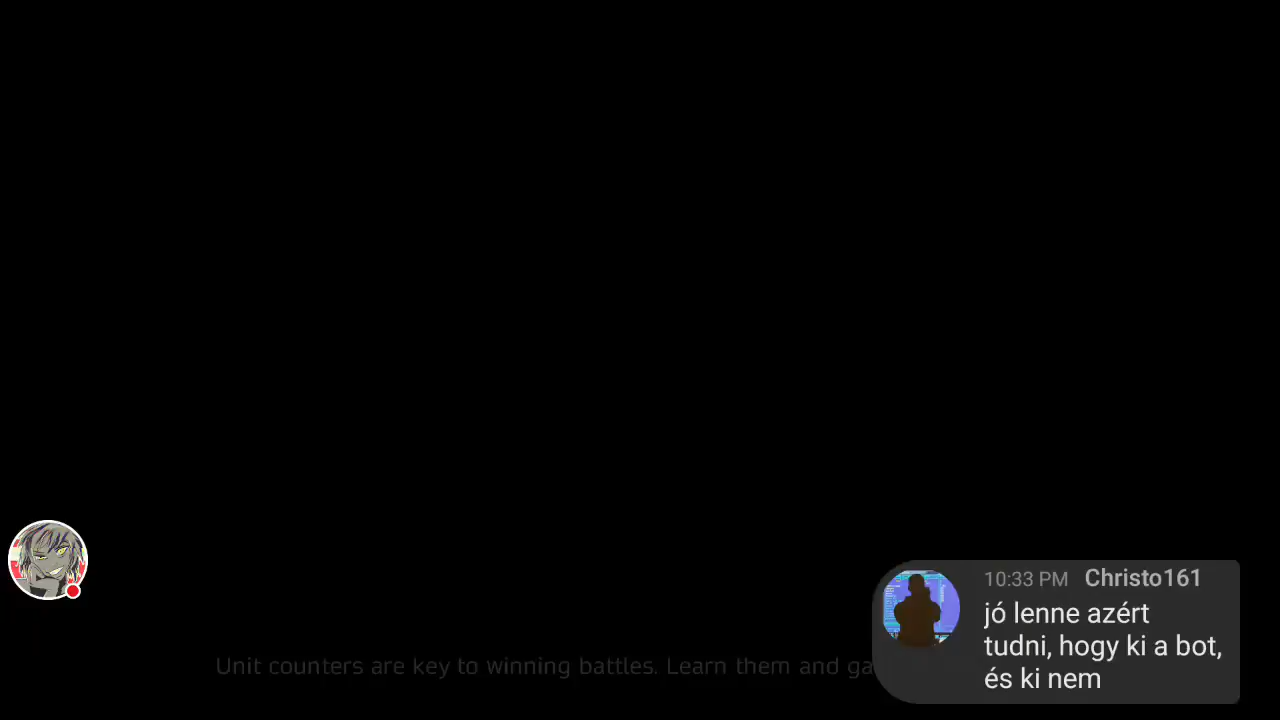 10:33 PM Christo161
jó lenne azért
tudni, hogy ki a bot,
és ki nem
Unit counters are key to winning battles. Learn them and